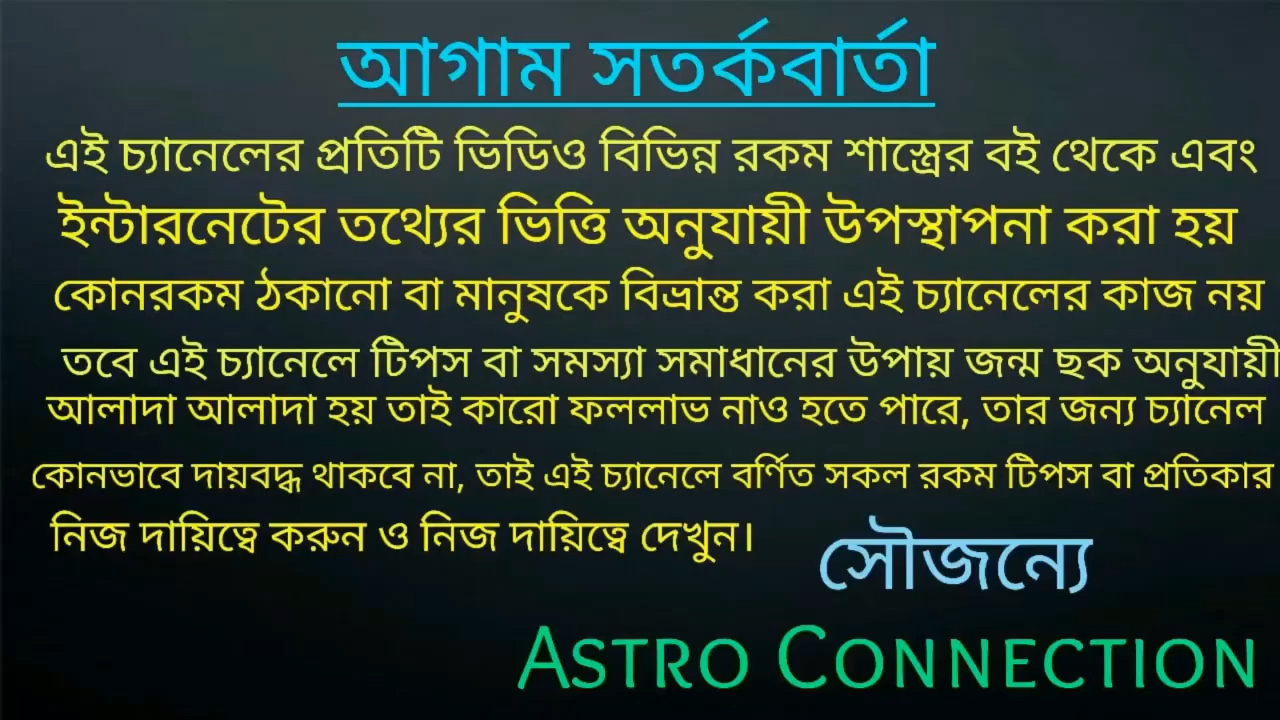 আগাম সতর্কবার্তা
এই চ্যানেলের প্রতিটি ভিডিও বিভিন্ন রকম শাস্ত্রের বই থেকে এবং
ইন্টারনেটের তথ্যের ভিত্তি অনুযায়ী উপস্থাপনা করা হয়
কোনরকম ঠকানো বা মানুষকে বিভ্রান্ত করা এই চ্যানেলের কাজ নয়
তবে এই চ্যানেলে টিপস বা সমস্যা সমাধানের উপায় জন্ম ছক অনুযায়ী
আলাদা আলাদা হয় তাই কারো ফললাভ নাও হতে পারে, তার জন্য চ্যানেল
কোনভাবে দায়বদ্ধ থাকবে না, তাই এই চ্যানেলে বর্ণিত সকল রকম টিপস বা প্রতিকার
নিজ দায়িত্বে করুন ও নিজ দায়িত্বে দেখুন।
সৌজন্যে
ASTRO CONNECTION